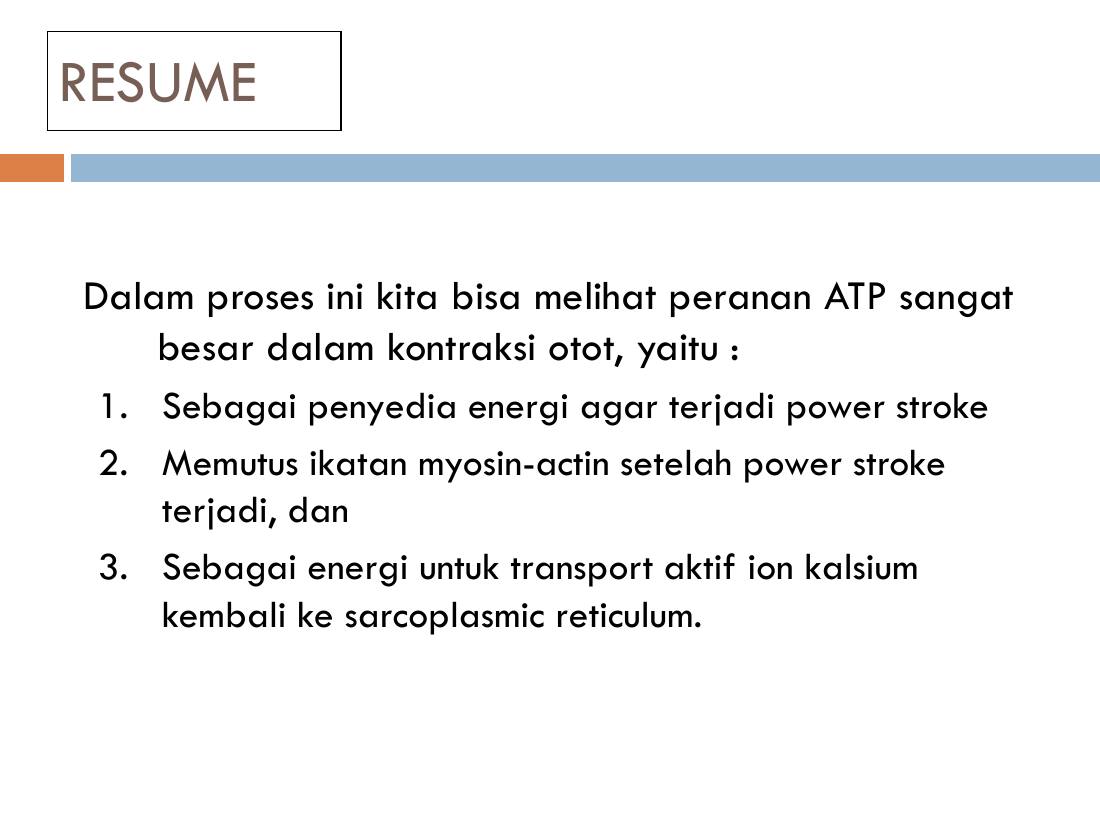 RESUME
Dalam proses ini kita bisa melihat peranan ATP sangat
besar dalam kontraksi otot, yaitu :
1. Sebagai penyedia energi agar terjadi power stroke
2. Memutus ikatan myosin-actin setelah power stroke
terjadi, dan
3. Sebagai energi untuk transport aktif ion kalsium
kembali ke sarcoplasmic reticulum.